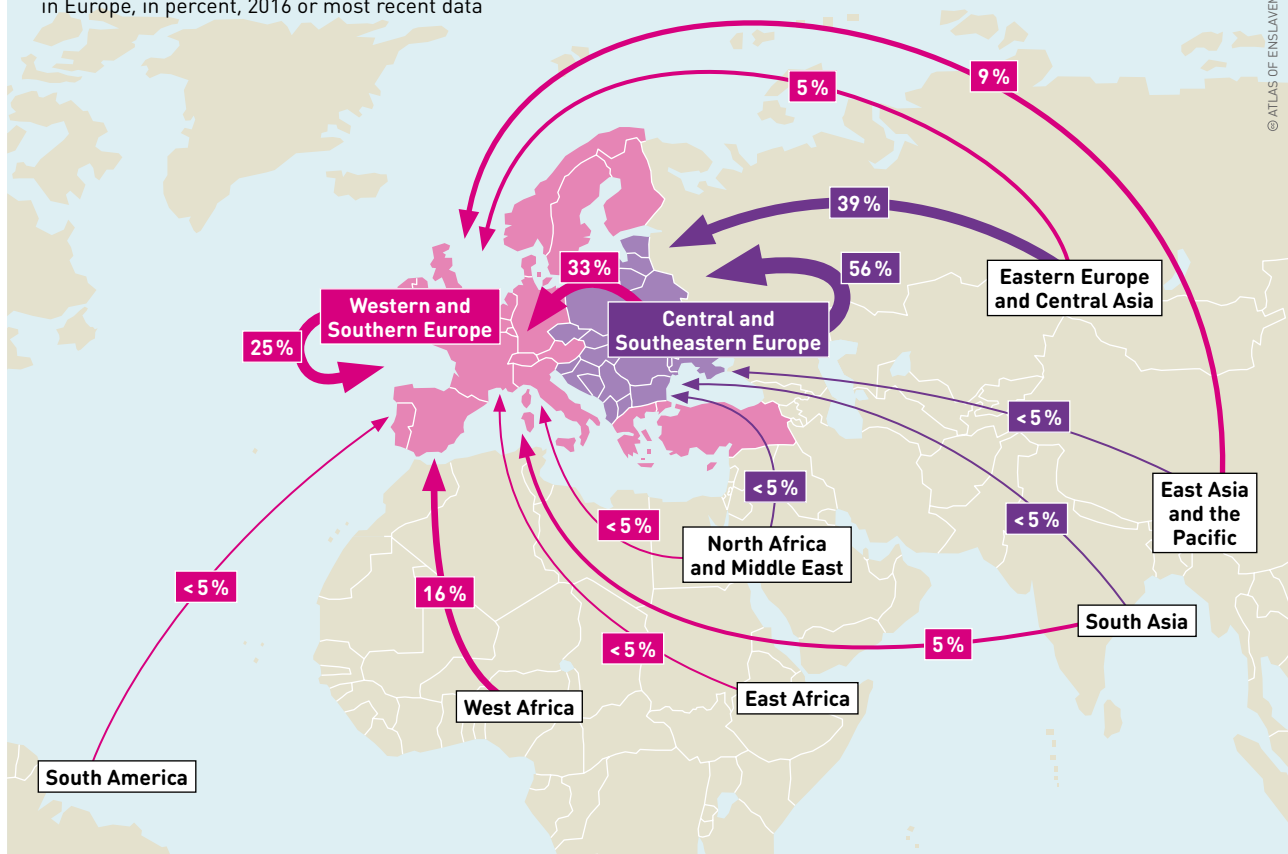 in Europe, in percent, 2016 or most recent data
© ATLAS OF
9 %
5 %
39 %
56 %
Eastern Europe
and Central Asia
33 %
Western and
Southern Europe
Central and
Southeastern Europe
25 %
< 5 %
< 5 %
East Asia
and the
Pacific
< 5 %
< 5 %
North Africa
and Middle East
< 5 %
16 %
South Asia
5 %
< 5 %
East Africa
West Africa
South America